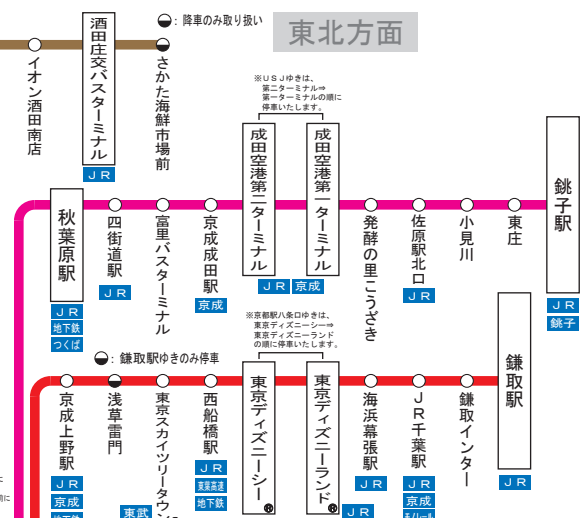 ：降車のみ取り扱い
東北方面
イオン酒田南店
酒田庄交バスターミナル
ＪＲ
さかた海鮮市場前
※ＵＳＪゆきは、
第二ターミナル⇒
第一ターミナルの順に
停車いたします。
秋葉原駅
ＪＲ
地下鉄
つくば
四街道駅
ＪＲ
富里バスターミナル
京成成田駅
京成
成田空港第二ターミナル
成田空港第一ターミナル
ＪＲ
京成
発酵の里こうざき
佐原駅北口
ＪＲ
小見川
東庄
銚子駅
ＪＲ
銚子
：鎌取駅ゆきのみ停車
※京都駅八条口ゆきは、
東京ディズニーシー⇒
東京ディズニーランド
の順に停車いたします。
京成上野駅
ＪＲ
京成
地下鉄
浅草雷門
東京スカイツリータウン
東武
西船橋駅
ＪＲ
東葉高速
地下鉄
東京ディズニーシー®
東京ディズニーランド®
ＪＲ
海浜幕張駅
ＪＲ
ＪＲ千葉駅
ＪＲ
京成
モノレール
鎌取インター
鎌取駅
ＪＲ